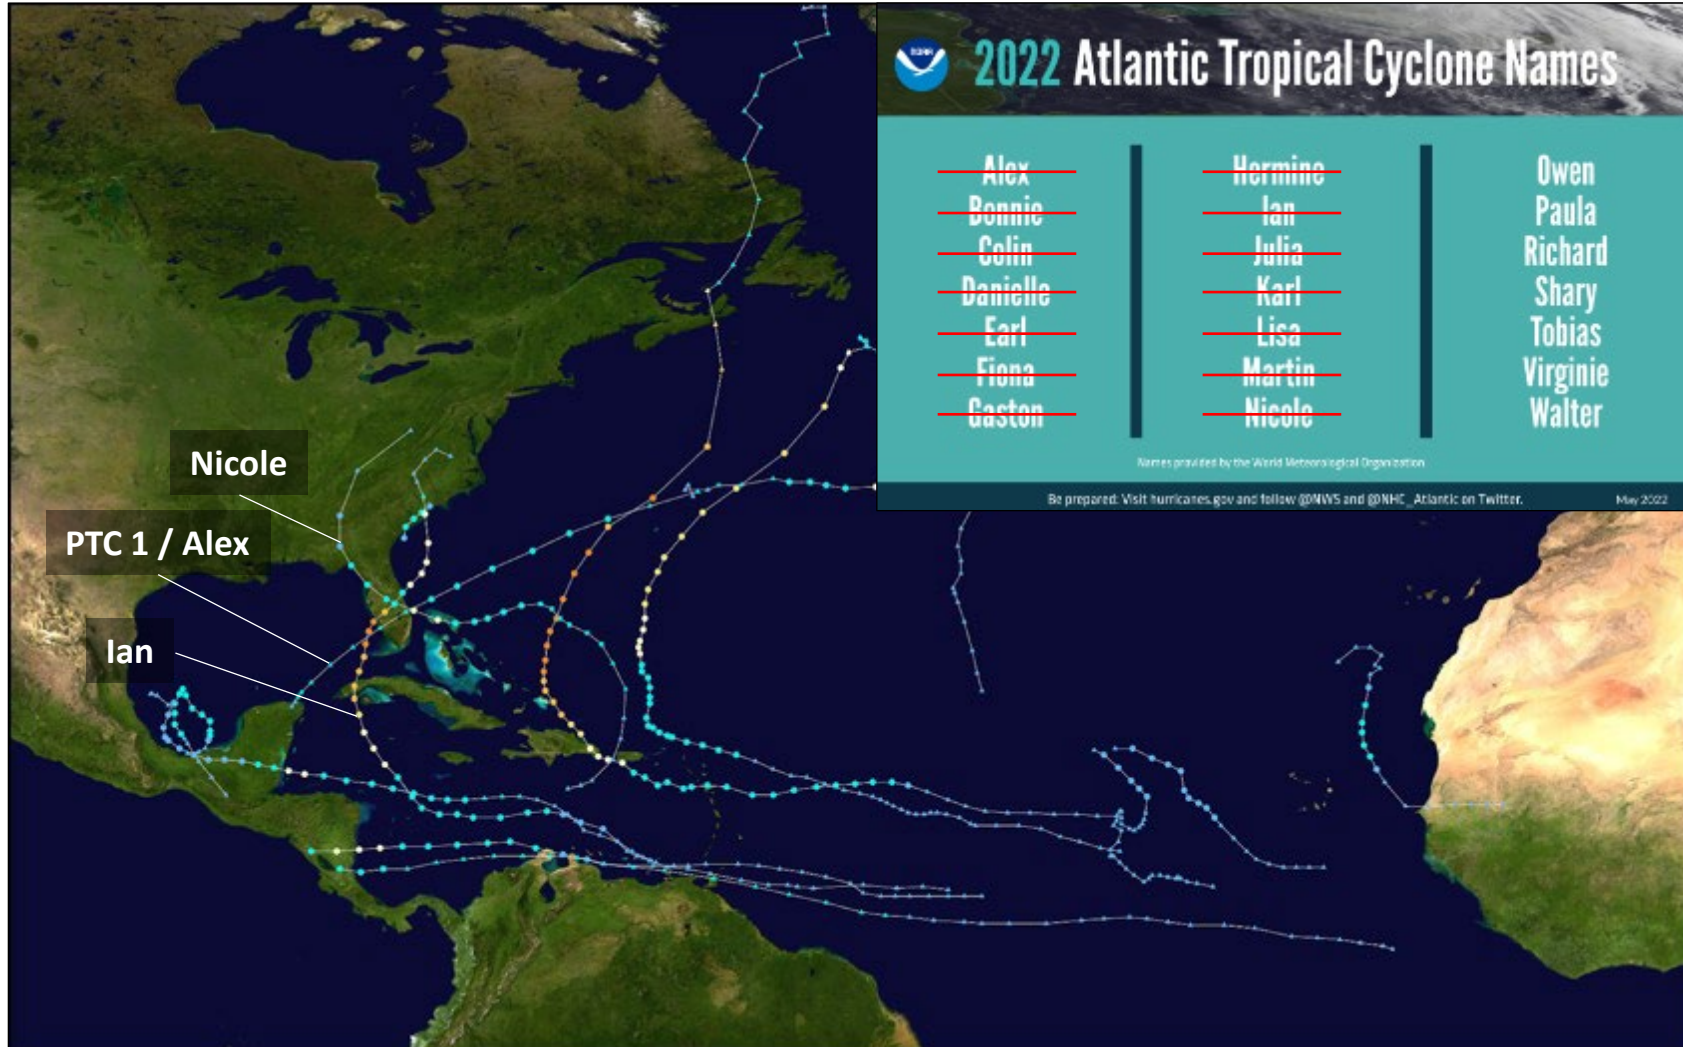 NOAA
2022 Atlantic Tropical Cyclone Names
Alex
Bonnie
Colin
Danielle
Earl
Fiona
Gaston
Hermine
Ian
Julia
Karl
Lisa
Martin
Nicole
Owen
Paula
Richard
Shary
Tobias
Virginie
Walter
Names provided by the World Meteorological Organization
Be prepared: Visit hurricanes.gov and follow @NWS and @NHC_Atlantic on Twitter.
May 2022
Nicole
PTC 1 / Alex
Ian